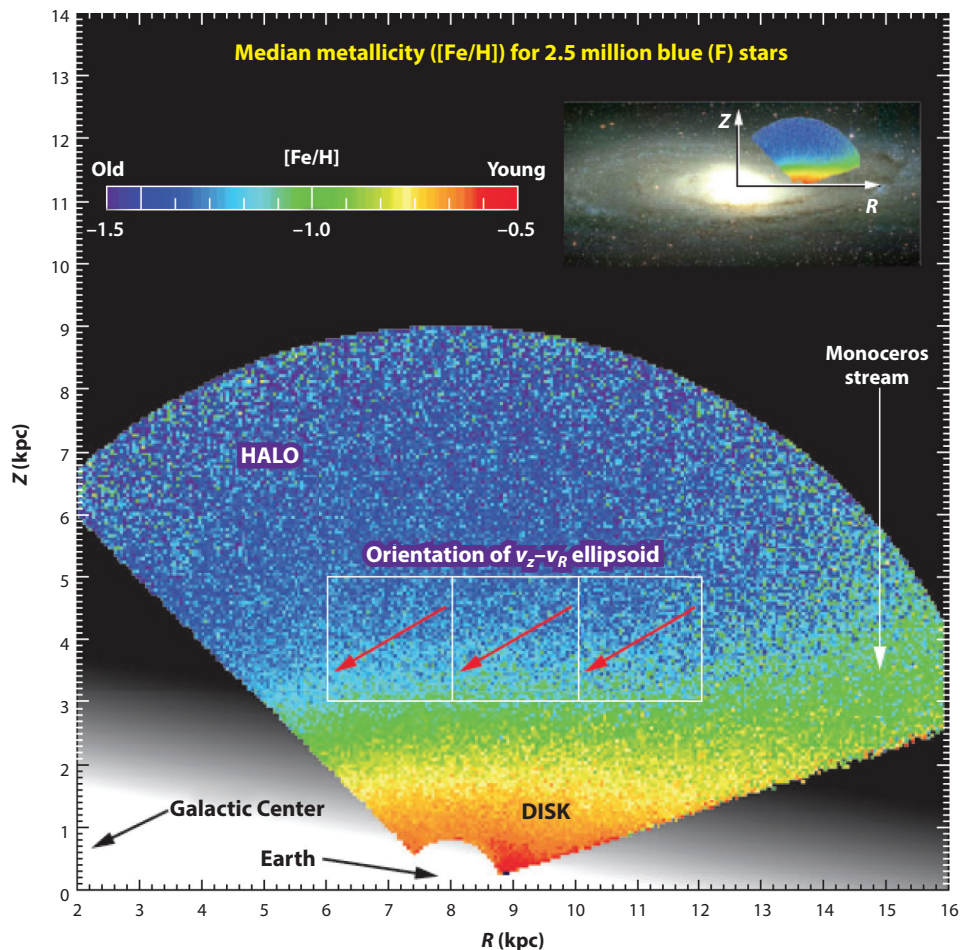 Median metallicity ([Fe/H]) for 2.5 million blue (F) stars
Old
[Fe/H]
Young
–1.5
–1.0
–0.5
Z
R
Monoceros
stream
HALO
Orientation of vz–vR ellipsoid
DISK
Galactic Center
Earth
Z (kpc)
14
13
12
11
10
9
8
7
6
5
4
3
2
1
0
2
3
4
5
6
7
8
9
10
11
12
13
14
15
16
R (kpc)